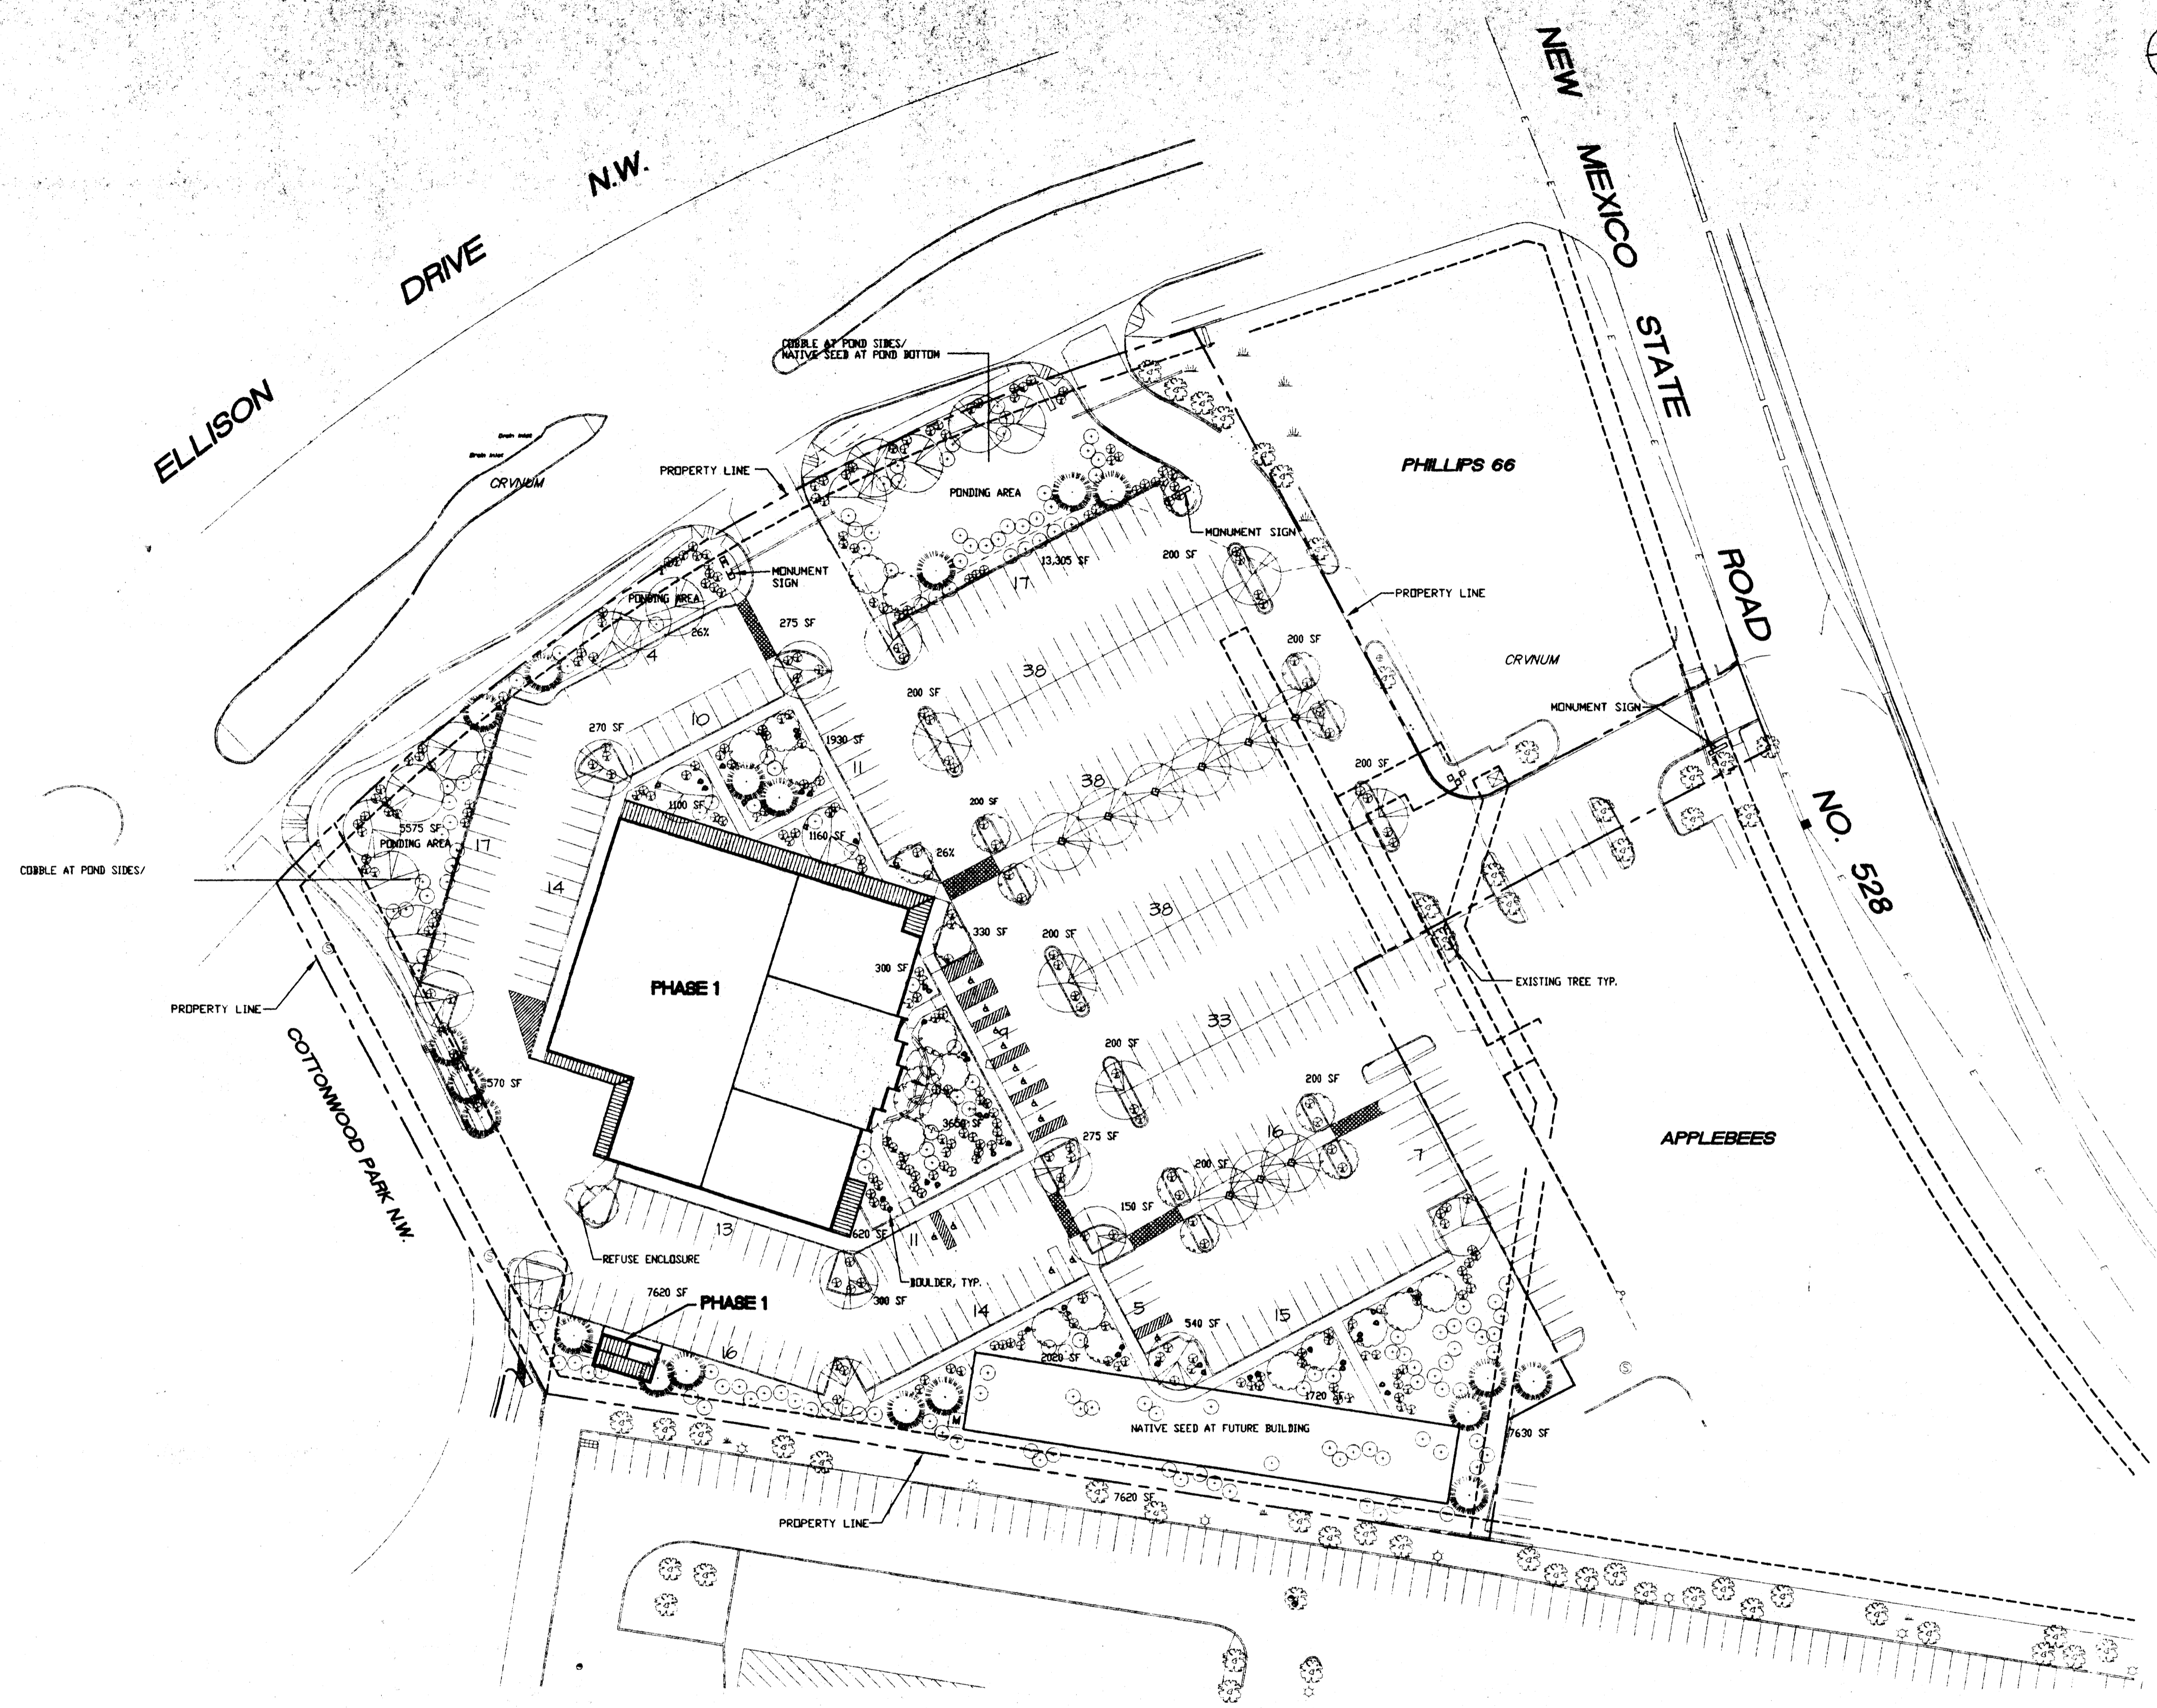 NEW MEXICO STATE ROAD NO. 528
ELLISON DRIVE N.W.
COBBLE AT POND SIDES/
NATIVE SEED AT POND BOTTOM
Drain Inlet
Drain Inlet
CRVNUM
PROPERTY LINE
PONDING AREA
PHILLIPS 66
MONUMENT SIGN
MONUMENT
SIGN
13,305 SF
17
200 SF
PROPERTY LINE
PONDING AREA
26%
4
275 SF
200 SF
38
CRVNUM
MONUMENT SIGN
200 SF
10
270 SF
1930 SF
11
200 SF
38
1100 SF
200 SF
5575 SF
PONDING AREA
17
1160 SF
26%
COBBLE AT POND SIDES/
14
38
330 SF
200 SF
300 SF
PHASE 1
EXISTING TREE TYP.
PROPERTY LINE
9
33
200 SF
COTTONWOOD PARK N.W.
570 SF
200 SF
3650 SF
275 SF
16
APPLEBEES
7
200 SF
150 SF
13
620 SF
11
REFUSE ENCLOSURE
BOULDER, TYP.
7620 SF
PHASE 1
300 SF
14
5
15
540 SF
16
2020 SF
1720 SF
M
NATIVE SEED AT FUTURE BUILDING
7630 SF
7620 SF
PROPERTY LINE